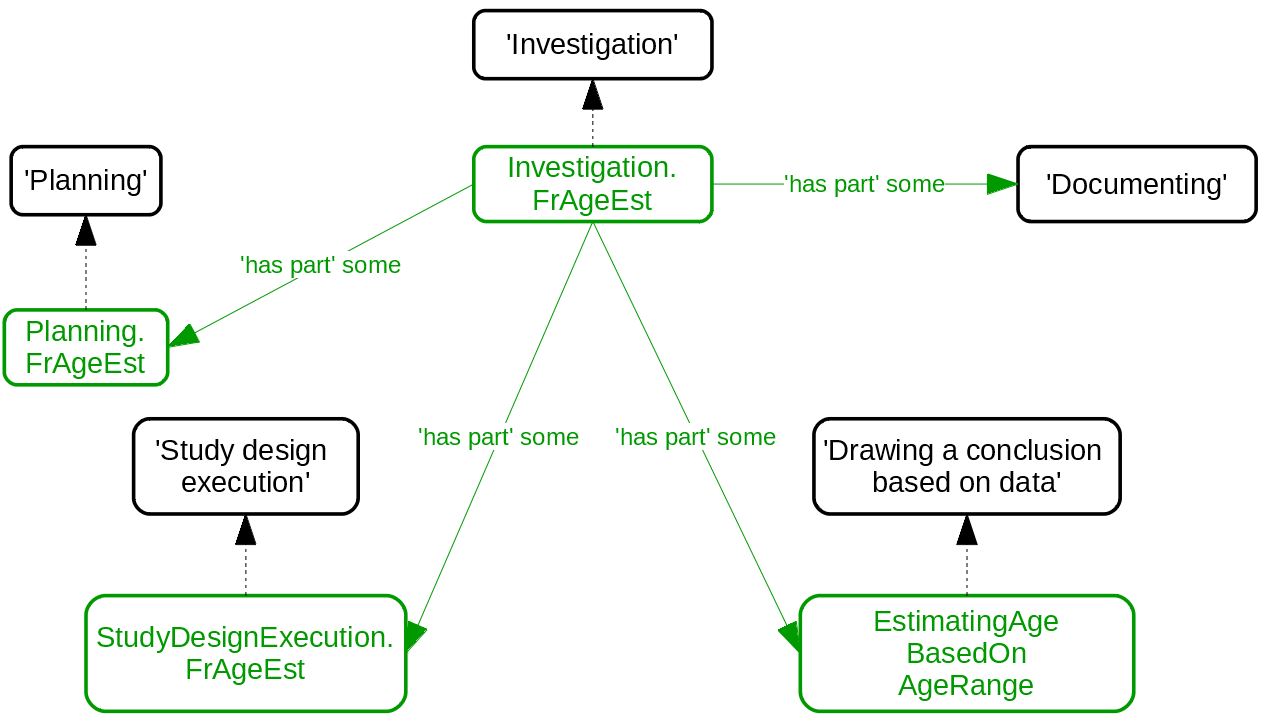 'Investigation'
'Planning'
Investigation.
FrAgeEst
'has part' some
'Documenting'
'has part' some
Planning.
FrAgeEst
'has part' some
'has part' some
'Study design
execution'
'Drawing a conclusion
based on data'
StudyDesignExecution.
FrAgeEst
EstimatingAge
BasedOn
AgeRange